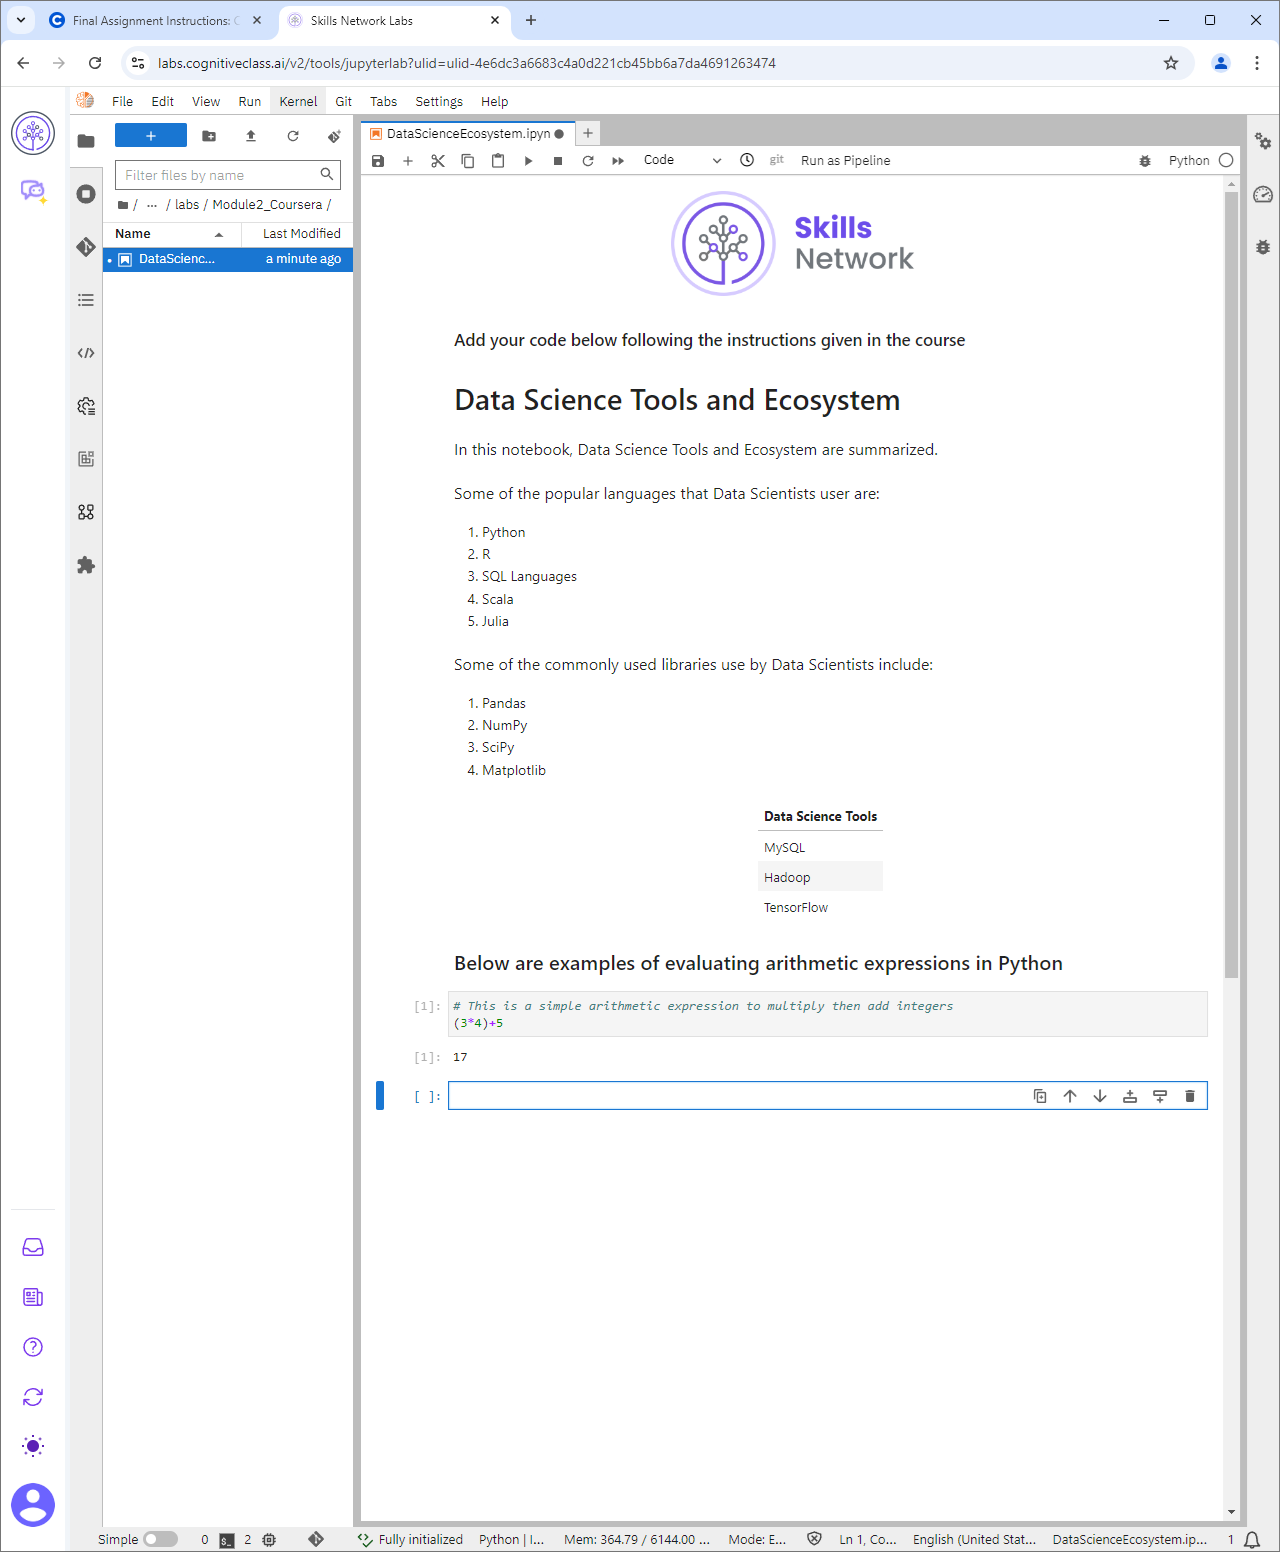 Final Assignment Instructions: C
Skills Network Labs
labs.cognitiveclass.ai/v2/tools/jupyterlab?ulid=ulid-4e6dc3a6683c4a0d221cb45bb6a7da4691263474
File Edit View Run Kernel Git Tabs Settings Help
DataScienceEcosystem.ipyn
Filter files by name
Code
git
Run as Pipeline
Python
/ ... / labs / Module2_Coursera /
Name
Last Modified
DataScienc...
a minute ago
Skills
Network
Add your code below following the instructions given in the course
Data Science Tools and Ecosystem
In this notebook, Data Science Tools and Ecosystem are summarized.
Some of the popular languages that Data Scientists user are:
1. Python
2. R
3. SQL Languages
4. Scala
5. Julia
Some of the commonly used libraries use by Data Scientists include:
1. Pandas
2. NumPy
3. SciPy
4. Matplotlib
Data Science Tools
MySQL
Hadoop
TensorFlow
Below are examples of evaluating arithmetic expressions in Python
[1]: # This is a simple arithmetic expression to multiply then add integers
(3*4)+5
[1]: 17
[ ]:
Simple 0 2 Fully initialized Python | I... Mem: 364.79 / 6144.00 ... Mode: E... Ln 1, Co... English (United Stat... DataScienceEcosystem.ip... 1